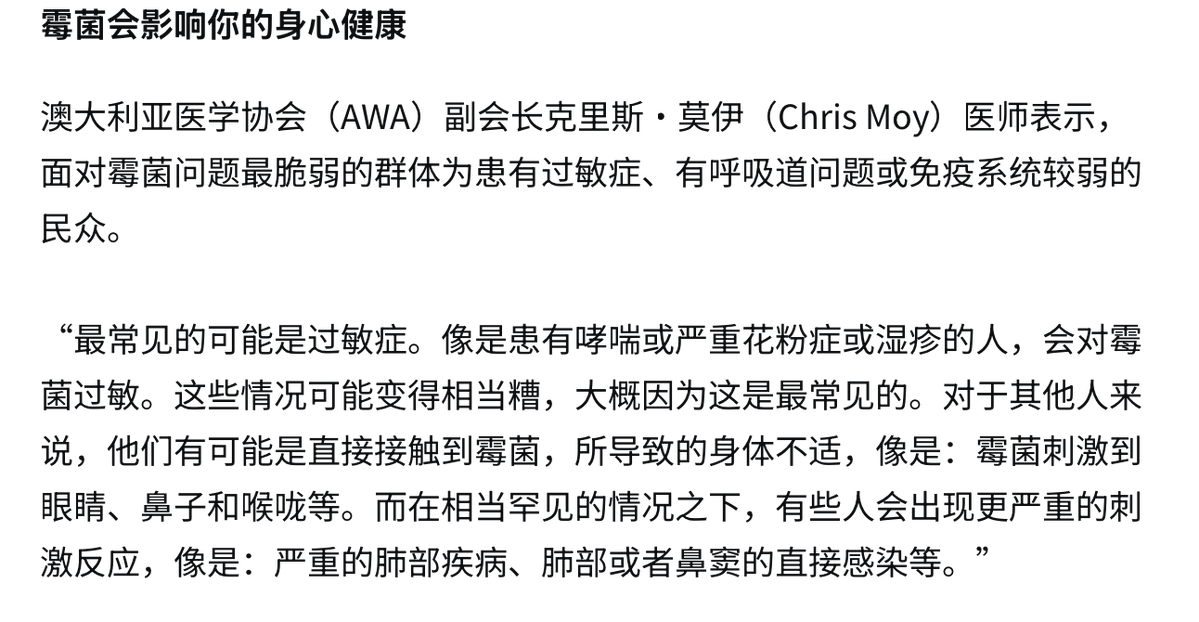 霉菌会影响你的身心健康
澳大利亚医学协会（AWA）副会长克里斯·莫伊（Chris Moy）医师表示，
面对霉菌问题最脆弱的群体为患有过敏症、有呼吸道问题或免疫系统较弱的
民众。
“最常见的可能是过敏症。像是患有哮喘或严重花粉症或湿疹的人，会对霉
菌过敏。这些情况可能变得相当糟，大概因为这是最常见的。对于其他人来
说，他们有可能是直接接触到霉菌，所导致的身体不适，像是：霉菌刺激到
眼睛、鼻子和喉咙等。而在相当罕见的情况之下，有些人会出现更严重的刺
激反应，像是：严重的肺部疾病、肺部或者鼻窦的直接感染等。”